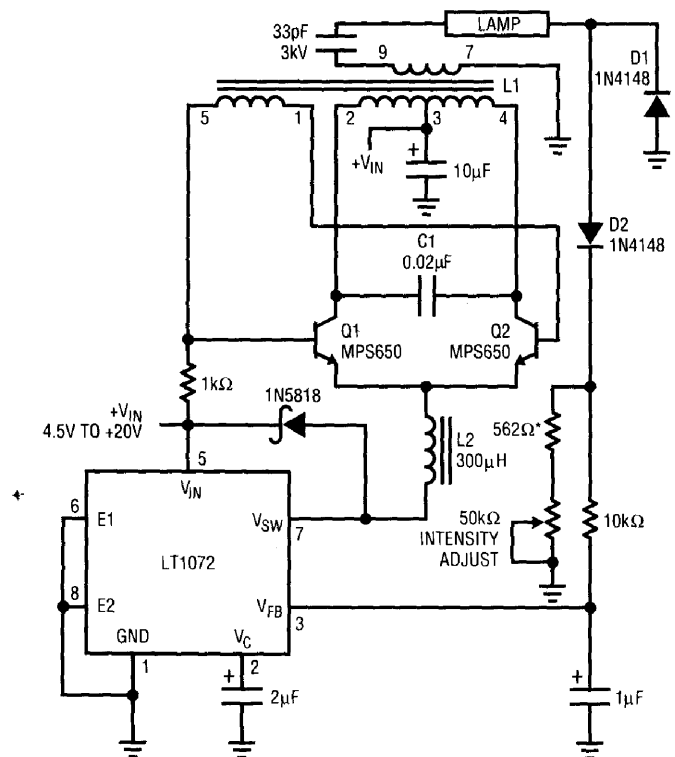 33pF
3kV
LAMP
9
7
D1
1N4148
L1
5
1
2
3
4
+VIN
+
10µF
D2
1N4148
C1
0.02µF
Q1
MPS650
Q2
MPS650
1kΩ
1N5818
+VIN
4.5V TO +20V
L2
300µH
562Ω*
5
VIN
6
E1
VSW
7
50kΩ
INTENSITY
ADJUST
10kΩ
LT1072
8
E2
VFB
3
GND
VC
1
2
+
2µF
+
1µF